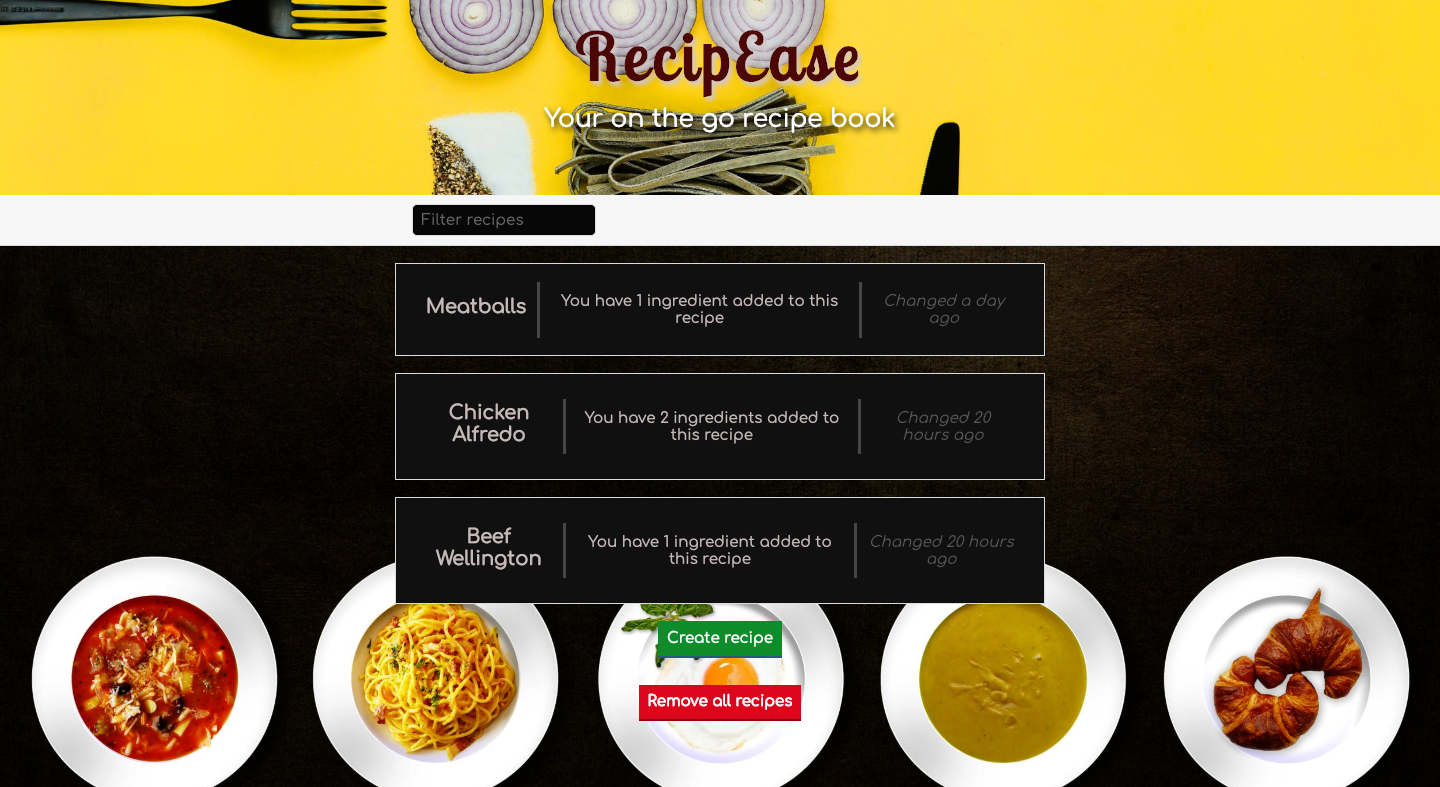 RecipEase
Your on the go recipe book
Filter recipes
Meatballs
You have 1 ingredient added to this
recipe
Changed a day
ago
Chicken
Alfredo
You have 2 ingredients added to
this recipe
Changed 20
hours ago
Beef
Wellington
You have 1 ingredient added to
this recipe
Changed 20 hours
ago
Create recipe
Remove all recipes